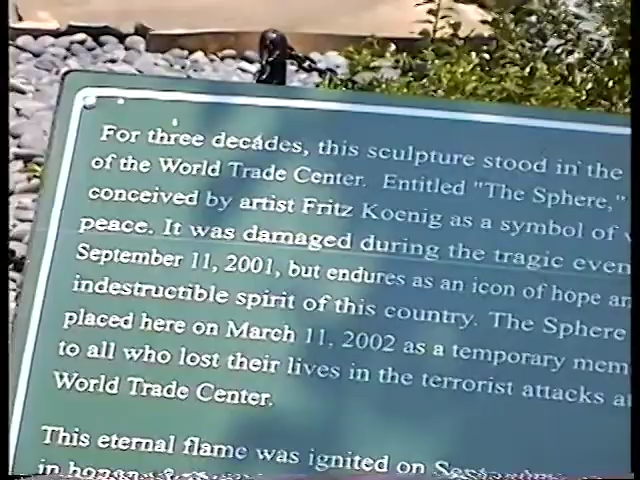 For three decades, this sculpture stood in the
of the World Trade Center. Entitled "The Sphere,"
conceived by artist Fritz Koenig as a symbol of
peace. It was damaged during the tragic even
September 11, 2001, but endures as an icon of hope an
indestructible spirit of this country. The Sphere
placed here on March 11, 2002 as a temporary mem
to all who lost their lives in the terrorist attacks a
World Trade Center.
This eternal flame was ignited on
in honor